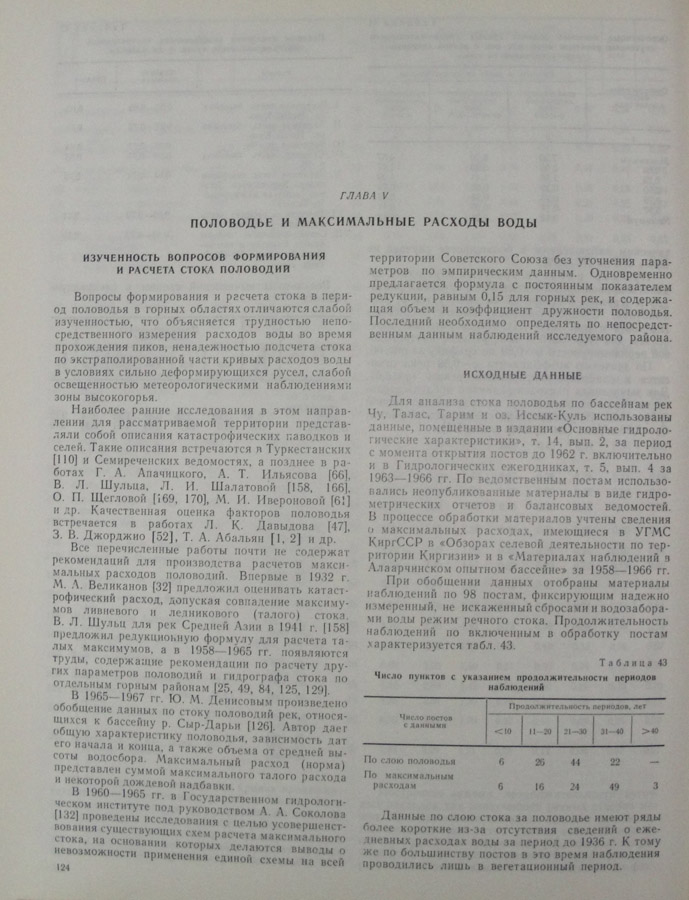 ГЛАВА V
ПОЛОВОДЬЕ И МАКСИМАЛЬНЫЕ РАСХОДЫ ВОДЫ
ИЗУЧЕННОСТЬ ВОПРОСОВ ФОРМИРОВАНИЯ
И РАСЧЕТА СТОКА ПОЛОВОДИЙ
Вопросы формирования и расчета стока в пери-
од половодья в горных областях отличаются слабой
изученностью, что объясняется трудностью непо-
средственного измерения расходов воды во время
прохождения пиков, ненадежностью подсчета стока
по экстраполированной части кривых расходов воды
в условиях сильно деформирующихся русел, слабой
освещенностью метеорологическими наблюдениями
зоны высокогорья.
Наиболее ранние исследования в этом направ-
лении для рассматриваемой территории представ-
ляли собой описания катастрофических паводков и
селей. Такие описания встречаются в Туркестанских
[110] и Семиреченских ведомостях, а позднее в ра-
ботах Г. А. Апачицкого, А. Т. Ильясова [66],
В. Л. Шульца, Л. И. Шалатовой [158, 166],
О. П. Щегловой [169, 170], М. И. Ивероновой [61]
и др. Качественная оценка факторов половодья
встречается в работах Л. К. Давыдова [47],
З. В. Джорджио [52], Т. А. Абальян [1, 2] и др.
Все перечисленные работы почти не содержат
рекомендаций для производства расчетов макси-
мальных расходов половодий. Впервые в 1932 г.
М. А. Великанов [32] предложил оценивать катаст-
рофический расход, допуская совпадение максиму-
мов ливневого и ледникового (талого) стока.
В. Л. Шульц для рек Средней Азии в 1941 г. [158]
предложил редукционную формулу для расчета та-
лых максимумов, а в 1958—1965 гг. появляются
труды, содержащие рекомендации по расчету дру-
гих параметров половодий и гидрографа стока по
отдельным горным районам [25, 49, 84, 125, 129].
В 1965—1967 гг. Ю. М. Денисовым произведено
обобщение данных по стоку половодий рек, относя-
щихся к бассейну р. Сыр-Дарьи [126]. Автор дает
общую характеристику половодья, зависимость дат
его начала и конца, а также объема от средней вы-
соты водосбора. Максимальный расход (норма)
представлен суммой максимального талого расхода
и некоторой дождевой надбавки.
В 1960—1965 гг. в Государственном гидрологи-
ческом институте под руководством А. А. Соколова
[132] проведены исследования с целью усовершенст-
вования существующих схем расчета максимального
стока, на основании которых делаются выводы о
невозможности применения единой схемы на всей
124
территории Советского Союза без уточнения пара-
метров по эмпирическим данным. Одновременно
предлагается формула с постоянным показателем
редукции, равным 0,15 для горных рек, и содержа-
щая объем и коэффициент дружности половодья.
Последний необходимо определять по непосредст-
венным данным наблюдений исследуемого района.
ИСХОДНЫЕ ДАННЫЕ
Для анализа стока половодья по бассейнам рек
Чу, Талас, Тарим и оз. Иссык-Куль использованы
данные, помещенные в издании «Основные гидроло-
гические характеристики», т. 14, вып. 2, за период
с момента открытия постов до 1962 г. включительно
и в Гидрологических ежегодниках, т. 5, вып. 4 за
1963—1966 гг. По ведомственным постам использо-
вались неопубликованные материалы в виде гидро-
метрических отчетов и балансовых ведомостей.
В процессе обработки материалов учтены сведения
о максимальных расходах, имеющиеся в УГМС
КиргССР в «Обзорах селевой деятельности по тер-
ритории Киргизии» и в «Материалах наблюдений в
Алаарчинском опытном бассейне» за 1958—1966 гг.
При обобщении данных отобраны материалы
наблюдений по 98 постам, фиксирующим надежно
измеренный, не искаженный сбросами и водозабора-
ми воды режим речного стока. Продолжительность
наблюдений по включенным в обработку постам
характеризуется табл. 43.
Таблица 43
Число пунктов с указанием продолжительности периодов
наблюдений
Число постов
с данными
Продолжительность периодов, лет
<10 11—20 21—30 31—40 >40
По слою половодья 6 26 44 22 —
По максимальным
расходам 6 16 24 49 3
Данные по слою стока за половодье имеют ряды
более короткие из-за отсутствия сведений о еже-
дневных расходах воды за период до 1936 г. К тому
же по большинству постов в это время наблюдения
проводились лишь в вегетационный период.